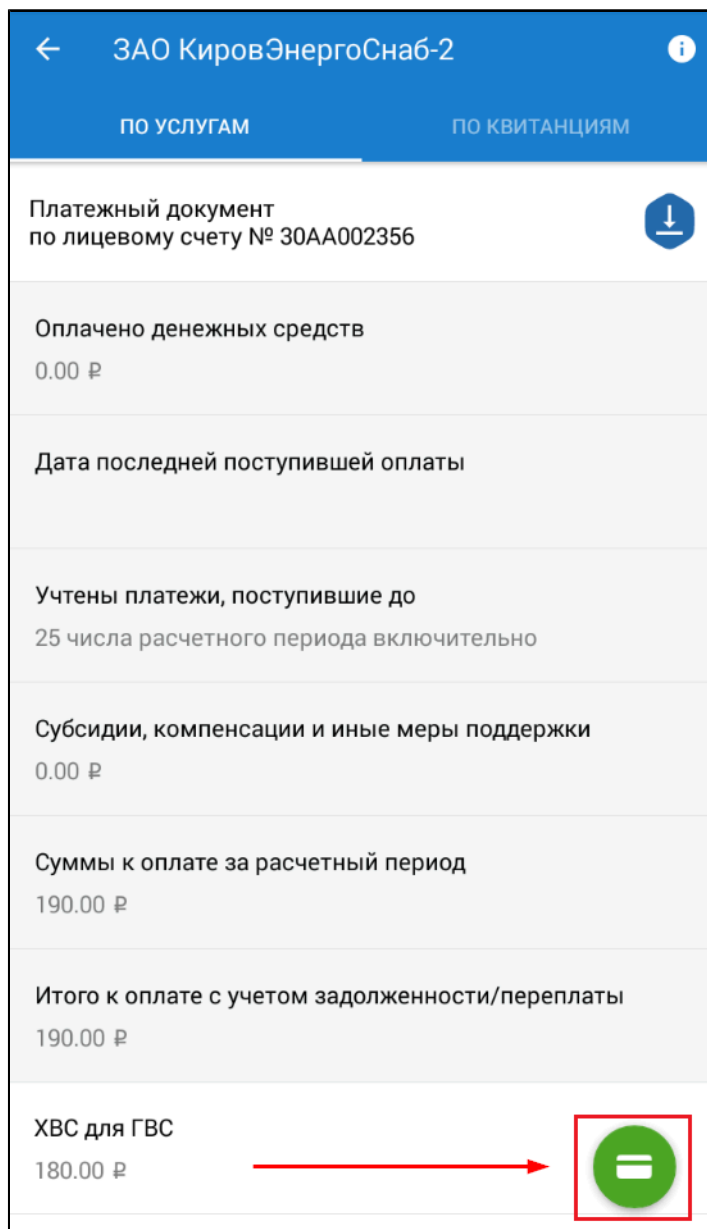 ЗАО КировЭнергоСнаб-2
ПО УСЛУГАМ
ПО КВИТАНЦИЯМ
Платежный документ
по лицевому счету № 30АА002356
Оплачено денежных средств
0.00 ₽
Дата последней поступившей оплаты
Учтены платежи, поступившие до
25 числа расчетного периода включительно
Субсидии, компенсации и иные меры поддержки
0.00 ₽
Суммы к оплате за расчетный период
190.00 ₽
Итого к оплате с учетом задолженности/переплаты
190.00 ₽
ХВС для ГВС
180.00 ₽